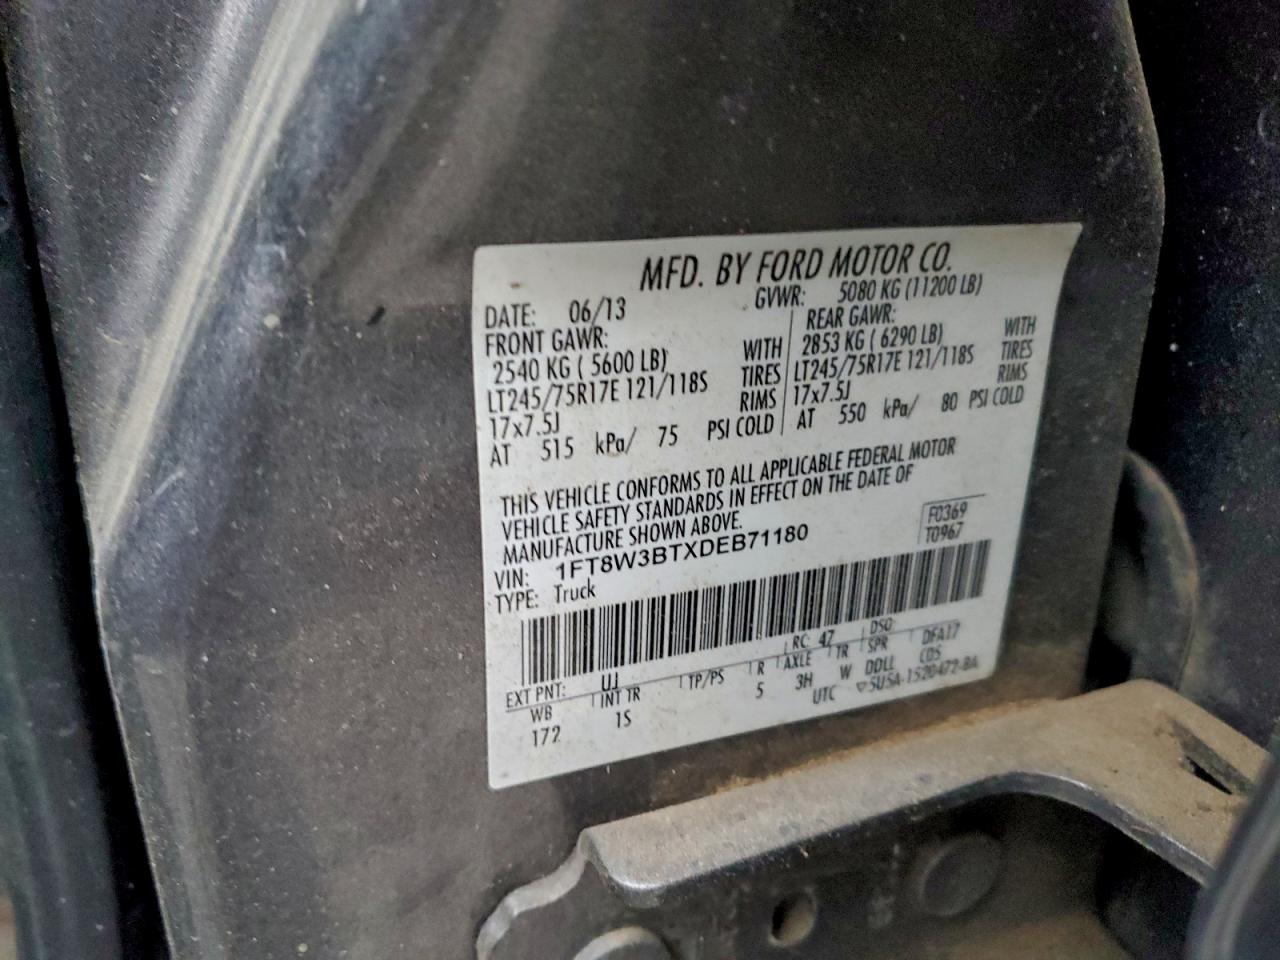 MFD. BY FORD MOTOR CO.
DATE: 06/13 GVWR: 5080 KG (11200 LB)
FRONT GAWR: REAR GAWR:
2540 KG ( 5600 LB) WITH 2853 KG ( 6290 LB) WITH
LT245/75R17E 121/118S TIRES LT245/75R17E 121/118S TIRES
17x7.5J RIMS 17x7.5J RIMS
AT 515 kPa/ 75 PSI COLD AT 550 kPa/ 80 PSI COLD
THIS VEHICLE CONFORMS TO ALL APPLICABLE FEDERAL MOTOR
VEHICLE SAFETY STANDARDS IN EFFECT ON THE DATE OF
MANUFACTURE SHOWN ABOVE.
F0369
T0967
VIN: 1FT8W3BTXDEB71180
TYPE: Truck
EXT PNT: UJ RC: 47 DSO:
WB INT TR TP/PS R AXLE TR SPR DFA17
172 1S 5 3H W DDLL CDS
UTC ▽5U5A-1520472-BA